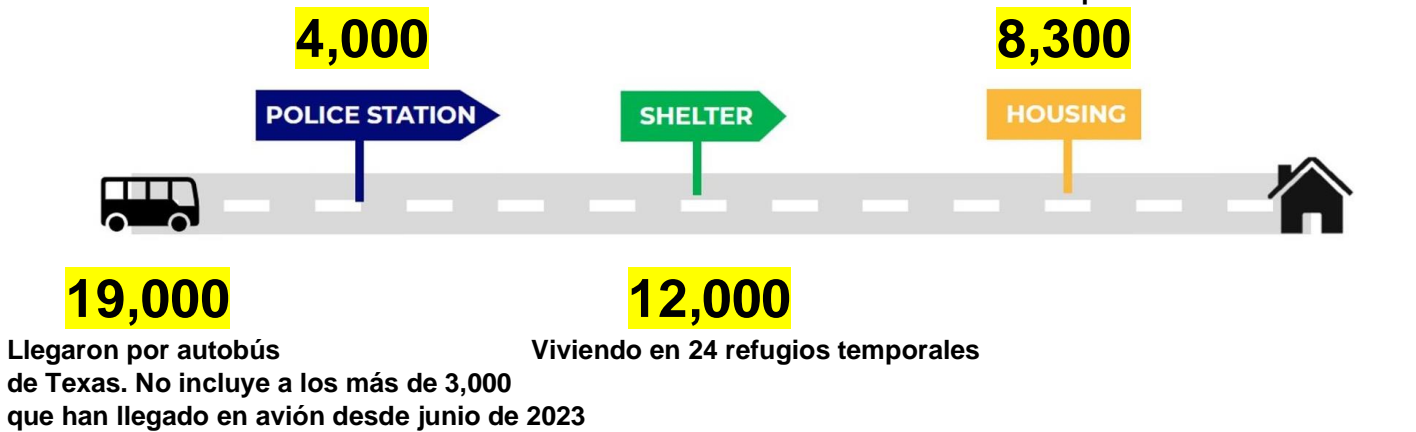 4,000
8,300
POLICE STATION
SHELTER
HOUSING
19,000
12,000
Llegaron por autobús
Viviendo en 24 refugios temporales
de Texas. No incluye a los más de 3,000
que han llegado en avión desde junio de 2023